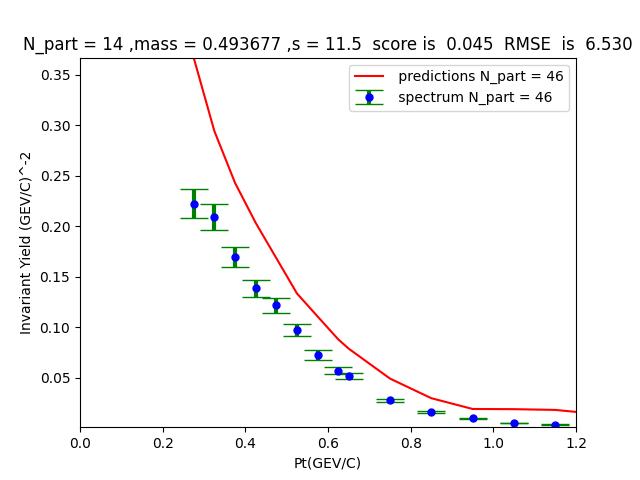 N_part = 14 ,mass = 0.493677 ,s = 11.5  score is  0.045  RMSE  is  6.530
predictions N_part = 46
spectrum N_part = 46
Invariant Yield (GEV/C)^-2
0.35
0.30
0.25
0.20
0.15
0.10
0.05
0.0 0.2 0.4 0.6 0.8 1.0 1.2
Pt(GEV/C)